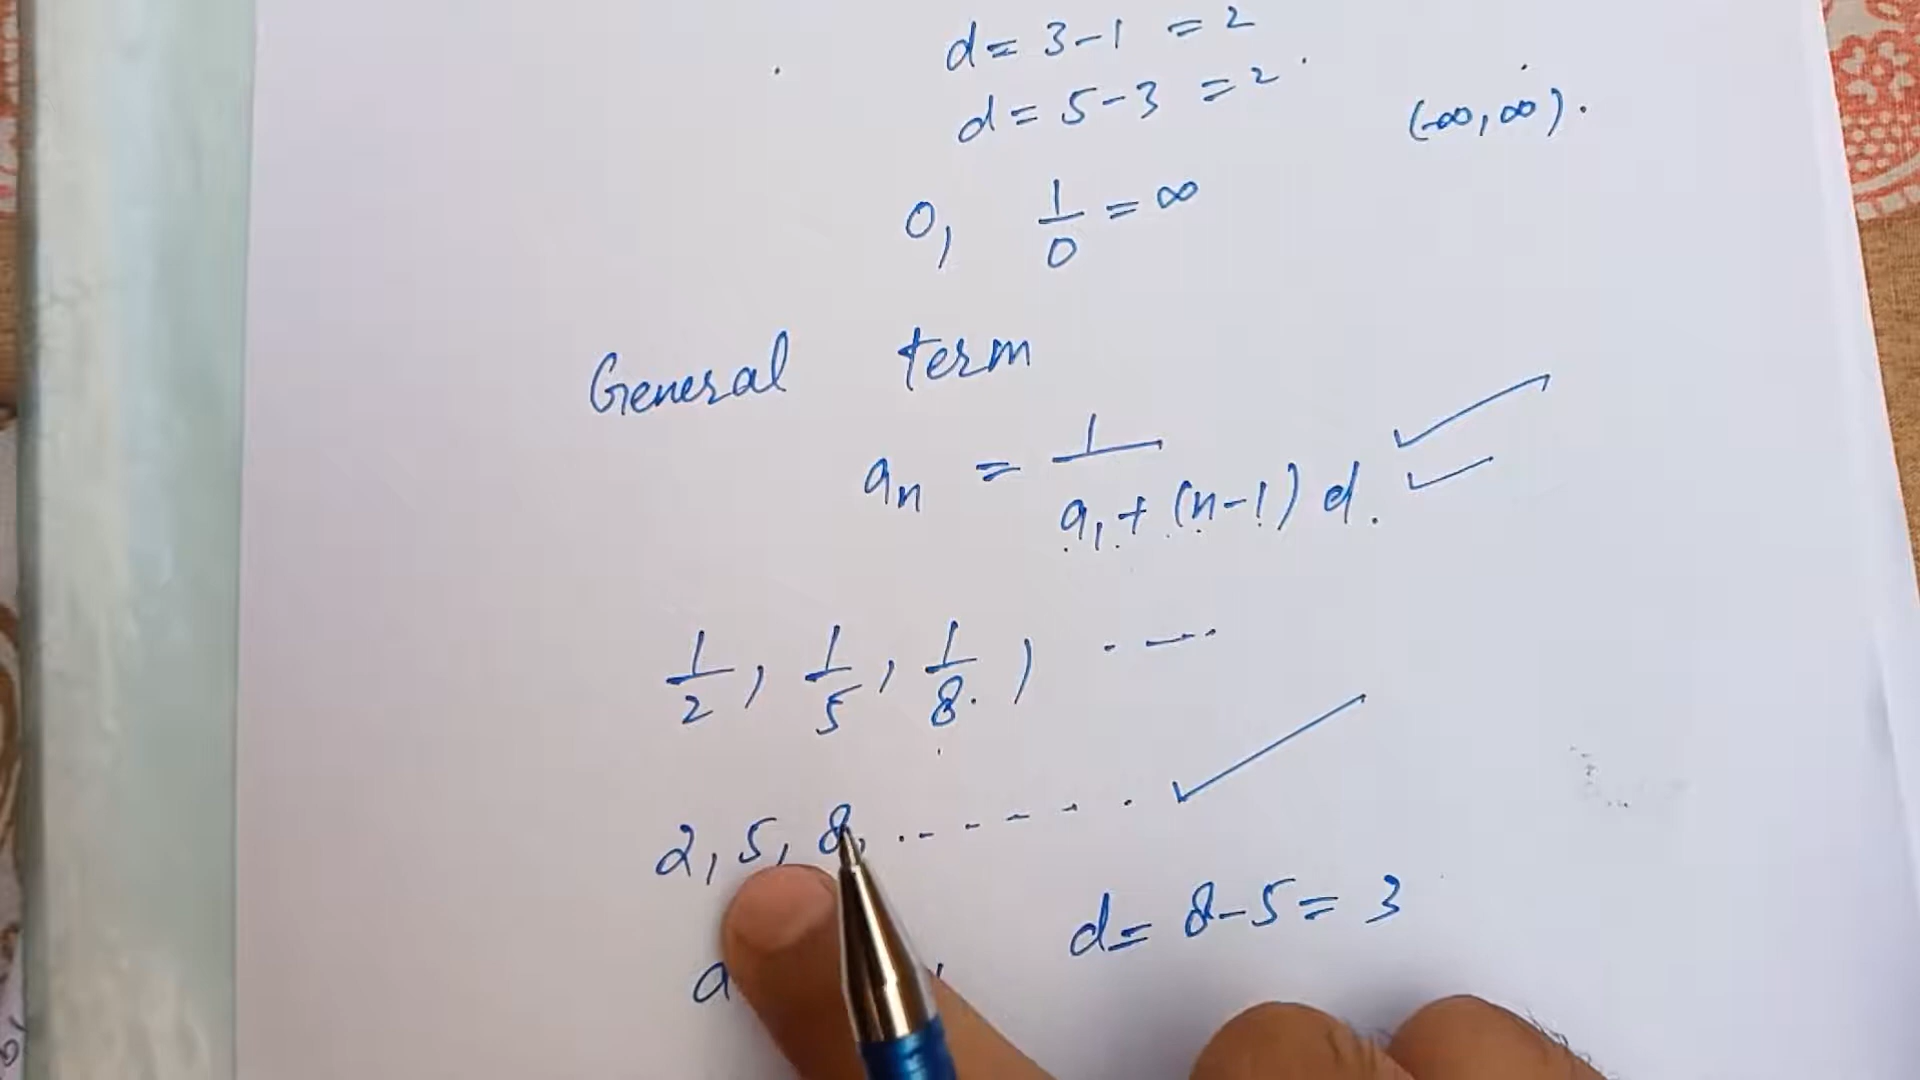 d = 3 - 1 = 2
d = 5 - 3 = 2
(-∞, ∞).
0, 1/0 = ∞
General term
aₙ = 1/(a₁ + (n-1) d.
1/2, 1/5, 1/8, ....
2, 5, 8, .......
d = 8 - 5 = 3
a